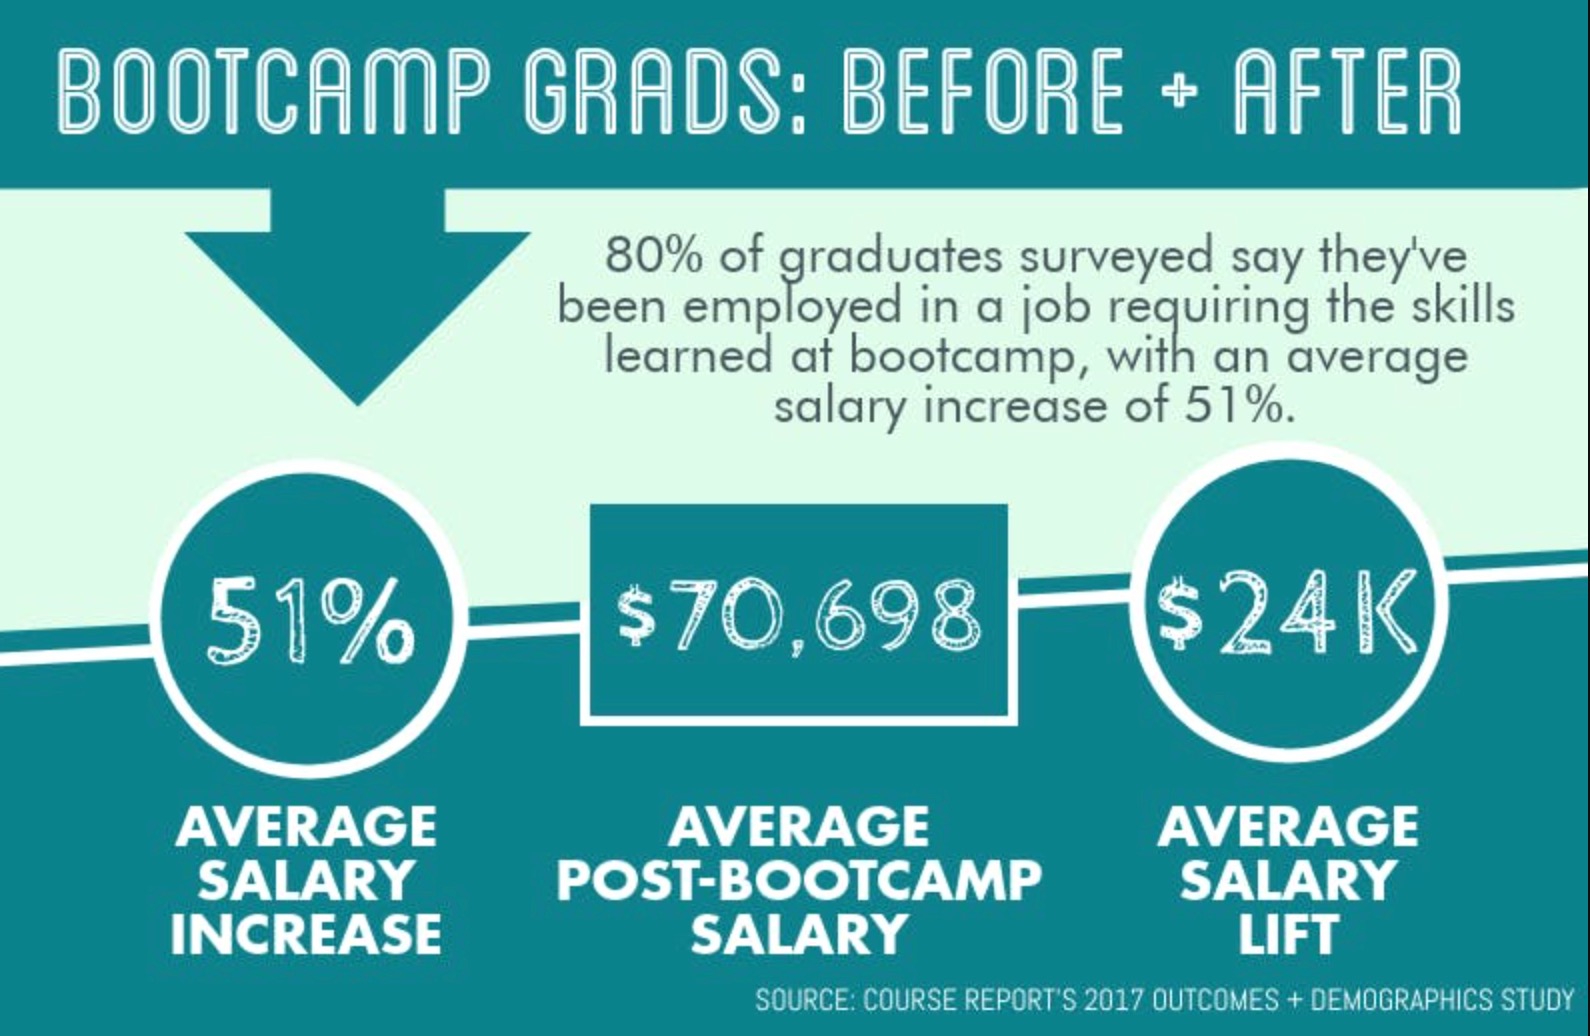 BOOTCAMP GRADS: BEFORE + AFTER
80% of graduates surveyed say they've
been employed in a job requiring the skills
learned at bootcamp, with an average
salary increase of 51%.
51%
AVERAGE
SALARY
INCREASE
$70,698
AVERAGE
POST-BOOTCAMP
SALARY
$24K
AVERAGE
SALARY
LIFT
SOURCE: COURSE REPORT'S 2017 OUTCOMES + DEMOGRAPHICS STUDY